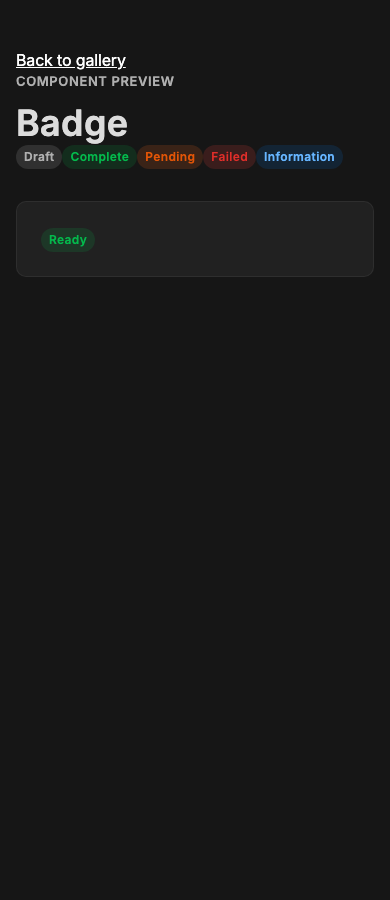 Back to gallery
COMPONENT PREVIEW
Badge
Draft Complete Pending Failed Information
Ready